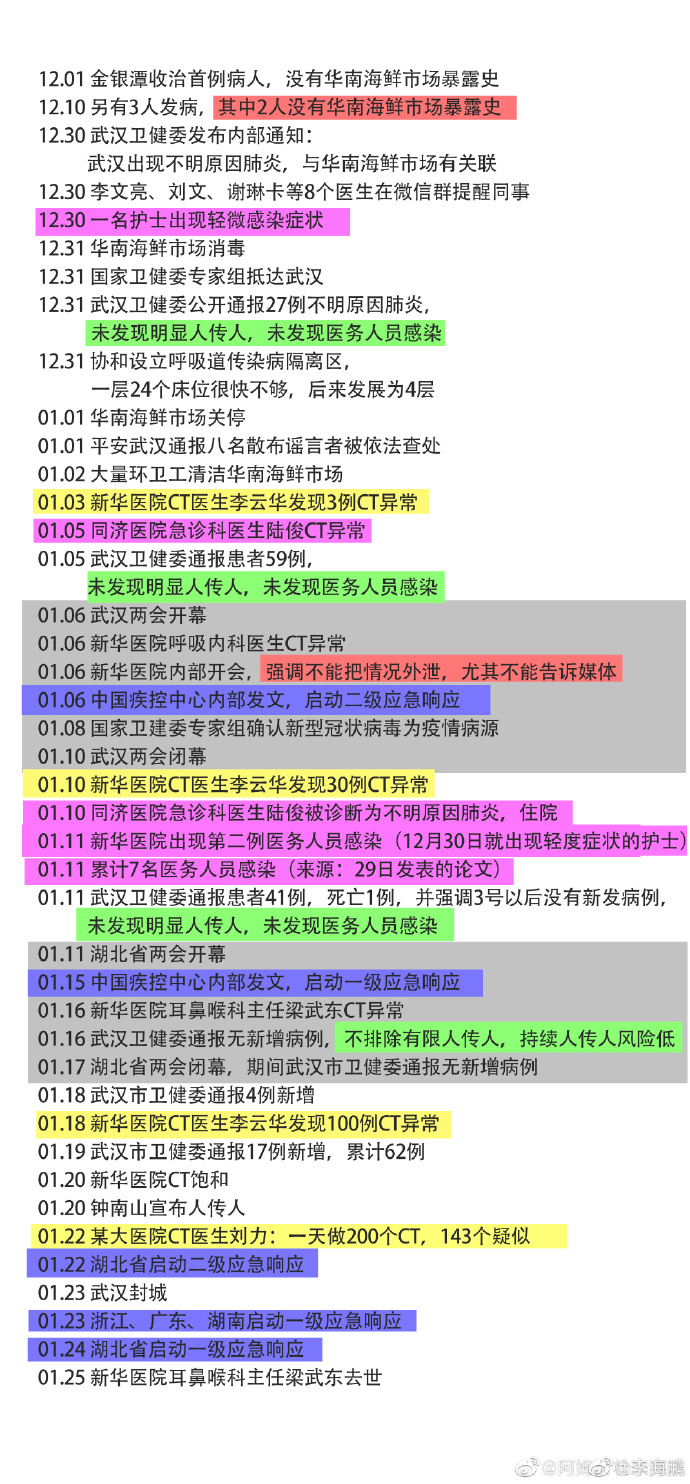 12.01 金银潭收治首例病人，没有华南海鲜市场暴露史
12.10 另有3人发病，其中2人没有华南海鲜市场暴露史
12.30 武汉卫健委发布内部通知：
武汉出现不明原因肺炎，与华南海鲜市场有关联
12.30 李文亮、刘文、谢琳卡等8个医生在微信群提醒同事
12.30 一名护士出现轻微感染症状
12.31 华南海鲜市场消毒
12.31 国家卫健委专家组抵达武汉
12.31 武汉卫健委公开通报27例不明原因肺炎，
未发现明显人传人，未发现医务人员感染
12.31 协和设立呼吸道传染病隔离区，
一层24个床位很快不够，后来发展为4层
01.01 华南海鲜市场关停
01.01 平安武汉通报八名散布谣言者被依法查处
01.02 大量环卫工清洁华南海鲜市场
01.03 新华医院CT医生李云华发现3例CT异常
01.05 同济医院急诊科医生陆俊CT异常
01.05 武汉卫健委通报患者59例，
未发现明显人传人，未发现医务人员感染
01.06 武汉两会开幕
01.06 新华医院呼吸内科医生CT异常
01.06 新华医院内部开会，强调不能把情况外泄，尤其不能告诉媒体
01.06 中国疾控中心内部发文，启动二级应急响应
01.08 国家卫建委专家组确认新型冠状病毒为疫情病源
01.10 武汉两会闭幕
01.10 新华医院CT医生李云华发现30例CT异常
01.10 同济医院急诊科医生陆俊被诊断为不明原因肺炎，住院
01.11 新华医院出现第二例医务人员感染（12月30日就出现轻度症状的护士）
01.11 累计7名医务人员感染（来源：29日发表的论文）
01.11 武汉卫健委通报患者41例，死亡1例，并强调3号以后没有新发病例，
未发现明显人传人，未发现医务人员感染
01.11 湖北省两会开幕
01.15 中国疾控中心内部发文，启动一级应急响应
01.16 新华医院耳鼻喉科主任梁武东CT异常
01.16 武汉卫健委通报无新增病例，不排除有限人传人，持续人传人风险低
01.17 湖北省两会闭幕，期间武汉市卫健委通报无新增病例
01.18 武汉市卫健委通报4例新增
01.18 新华医院CT医生李云华发现100例CT异常
01.19 武汉市卫健委通报17例新增，累计62例
01.20 新华医院CT饱和
01.20 钟南山宣布人传人
01.22 某大医院CT医生刘力：一天做200个CT，143个疑似
01.22 湖北省启动二级应急响应
01.23 武汉封城
01.23 浙江、广东、湖南启动一级应急响应
01.24 湖北省启动一级应急响应
01.25 新华医院耳鼻喉科主任梁武东去世
@李海鹏